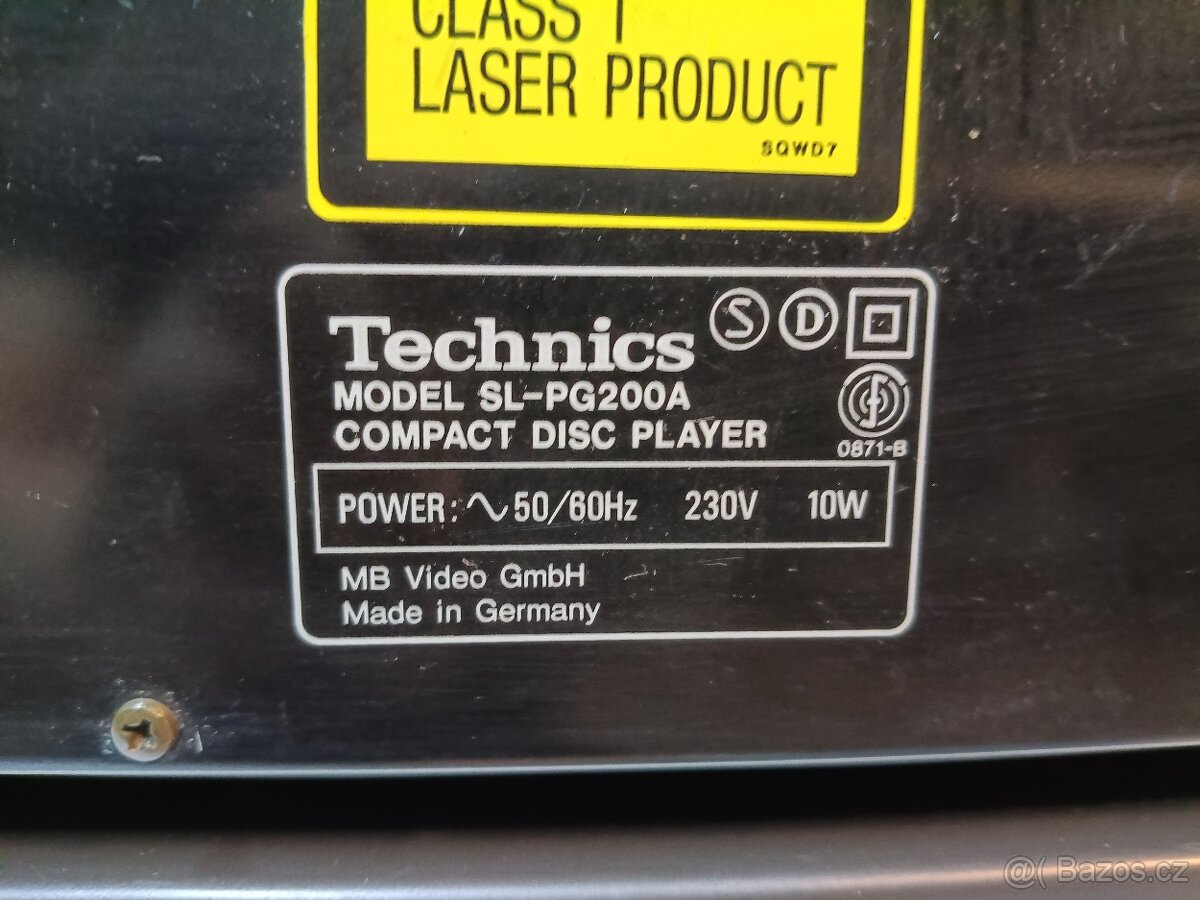 CLASS 1
LASER PRODUCT
SQWD7
Technics S D
MODEL SL-PG200A
COMPACT DISC PLAYER
0871-B
POWER: ∿ 50/60Hz 230V 10W
MB Video GmbH
Made in Germany
@( Bazos.cz